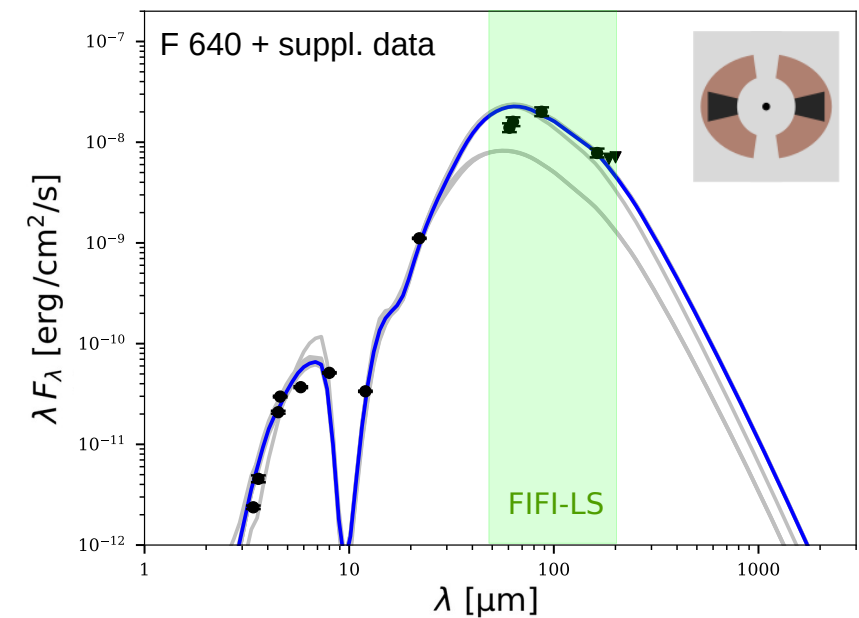 F 640 + suppl. data
λ F_λ [erg/cm²/s]
10⁻⁷
10⁻⁸
10⁻⁹
10⁻¹⁰
10⁻¹¹
10⁻¹²
FIFI-LS
1 10 100 1000
λ [μm]